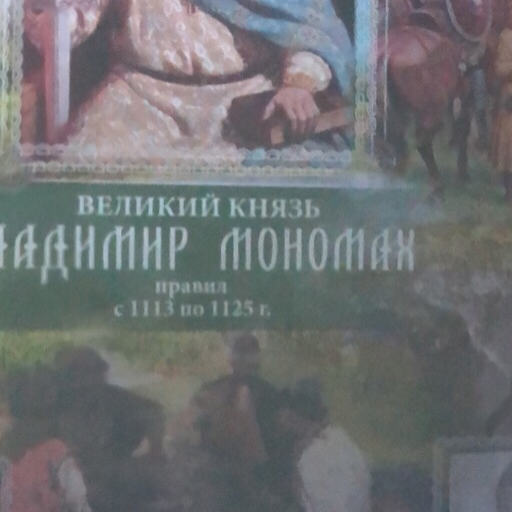 ВЕЛИКИЙ КНЯЗЬ
ЛАДИМИР МОНОМАХ
правил
с 1113 по 1125 г.